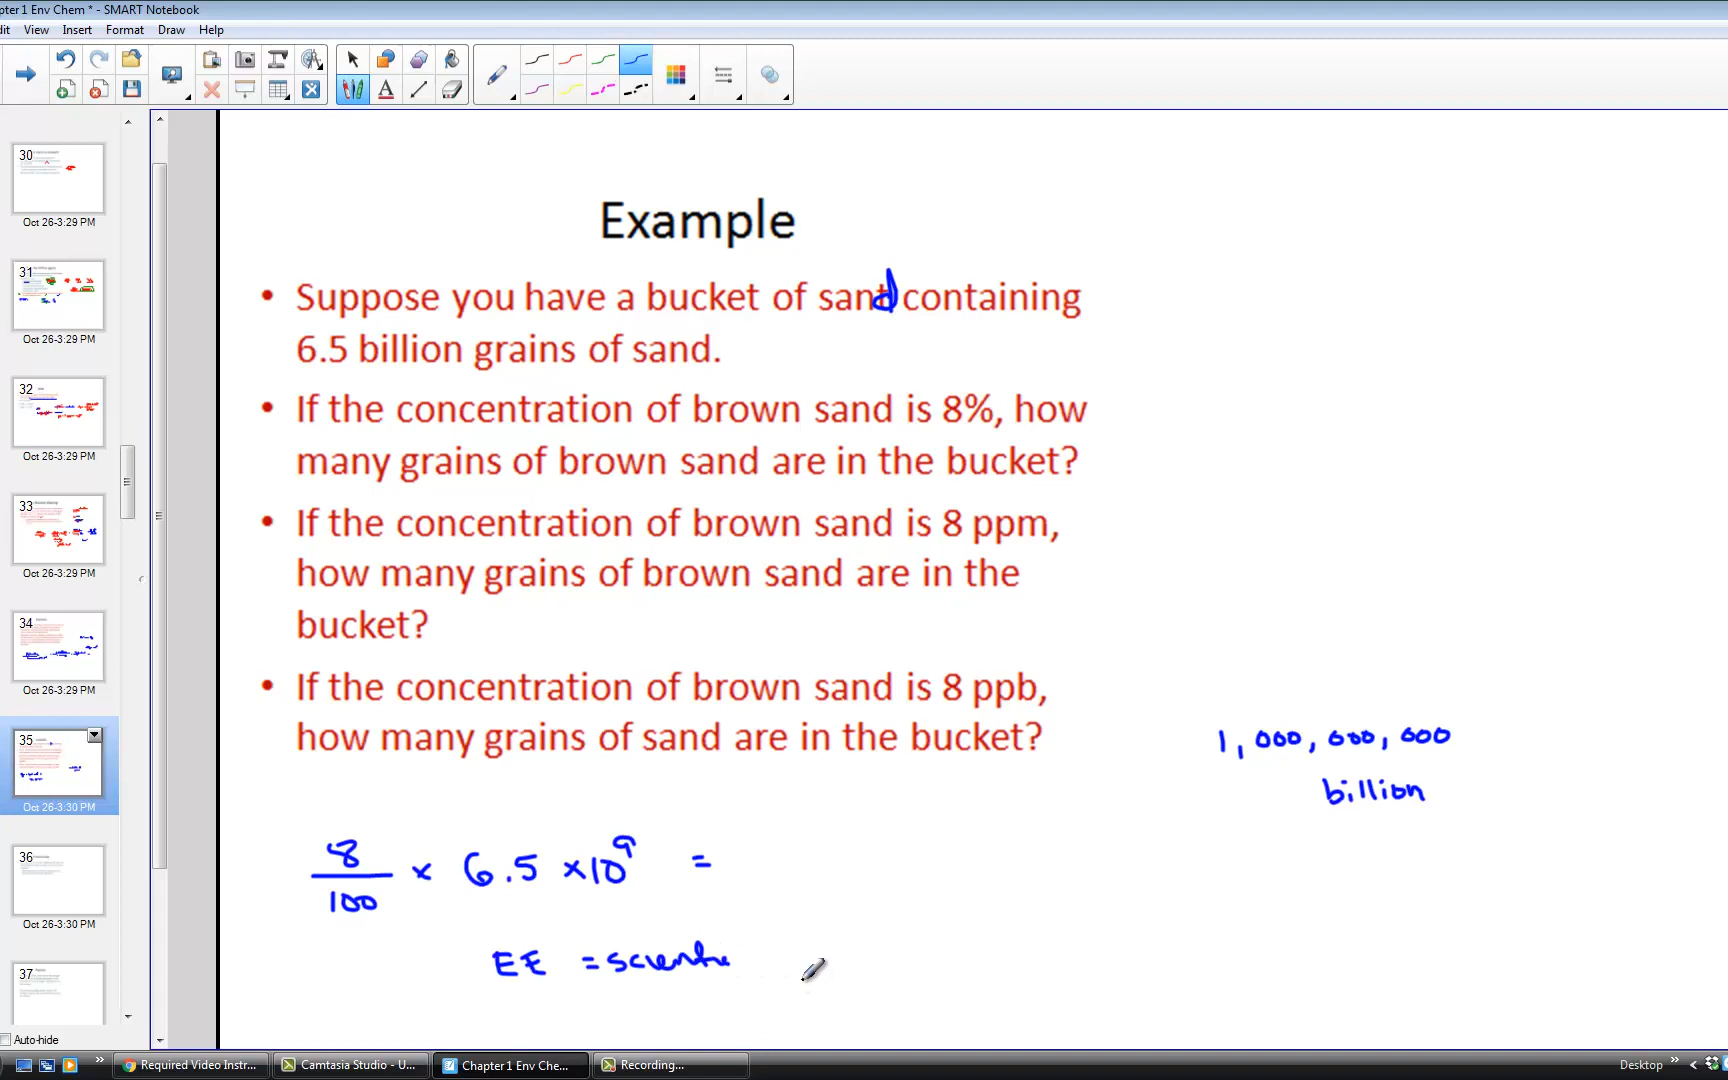 pter 1 Env Chem * - SMART Notebook
dit View Insert Format Draw Help
30
Oct 26-3:29 PM
31
Oct 26-3:29 PM
32
Oct 26-3:29 PM
33
Oct 26-3:29 PM
34
Oct 26-3:29 PM
35
Oct 26-3:30 PM
36
Oct 26-3:30 PM
37
Auto-hide
Example
• Suppose you have a bucket of sand containing
6.5 billion grains of sand.
• If the concentration of brown sand is 8%, how
many grains of brown sand are in the bucket?
• If the concentration of brown sand is 8 ppm,
how many grains of brown sand are in the
bucket?
• If the concentration of brown sand is 8 ppb,
how many grains of sand are in the bucket?
1,000,000,000
billion
8/100 × 6.5 ×10⁹ =
EE =
Required Video Instr... Camtasia Studio - U... Chapter 1 Env Che... Recording... Desktop